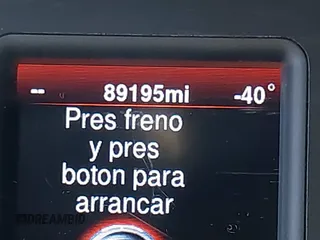 -- 89195mi -40°
Pres freno
y pres
boton para
arrancar